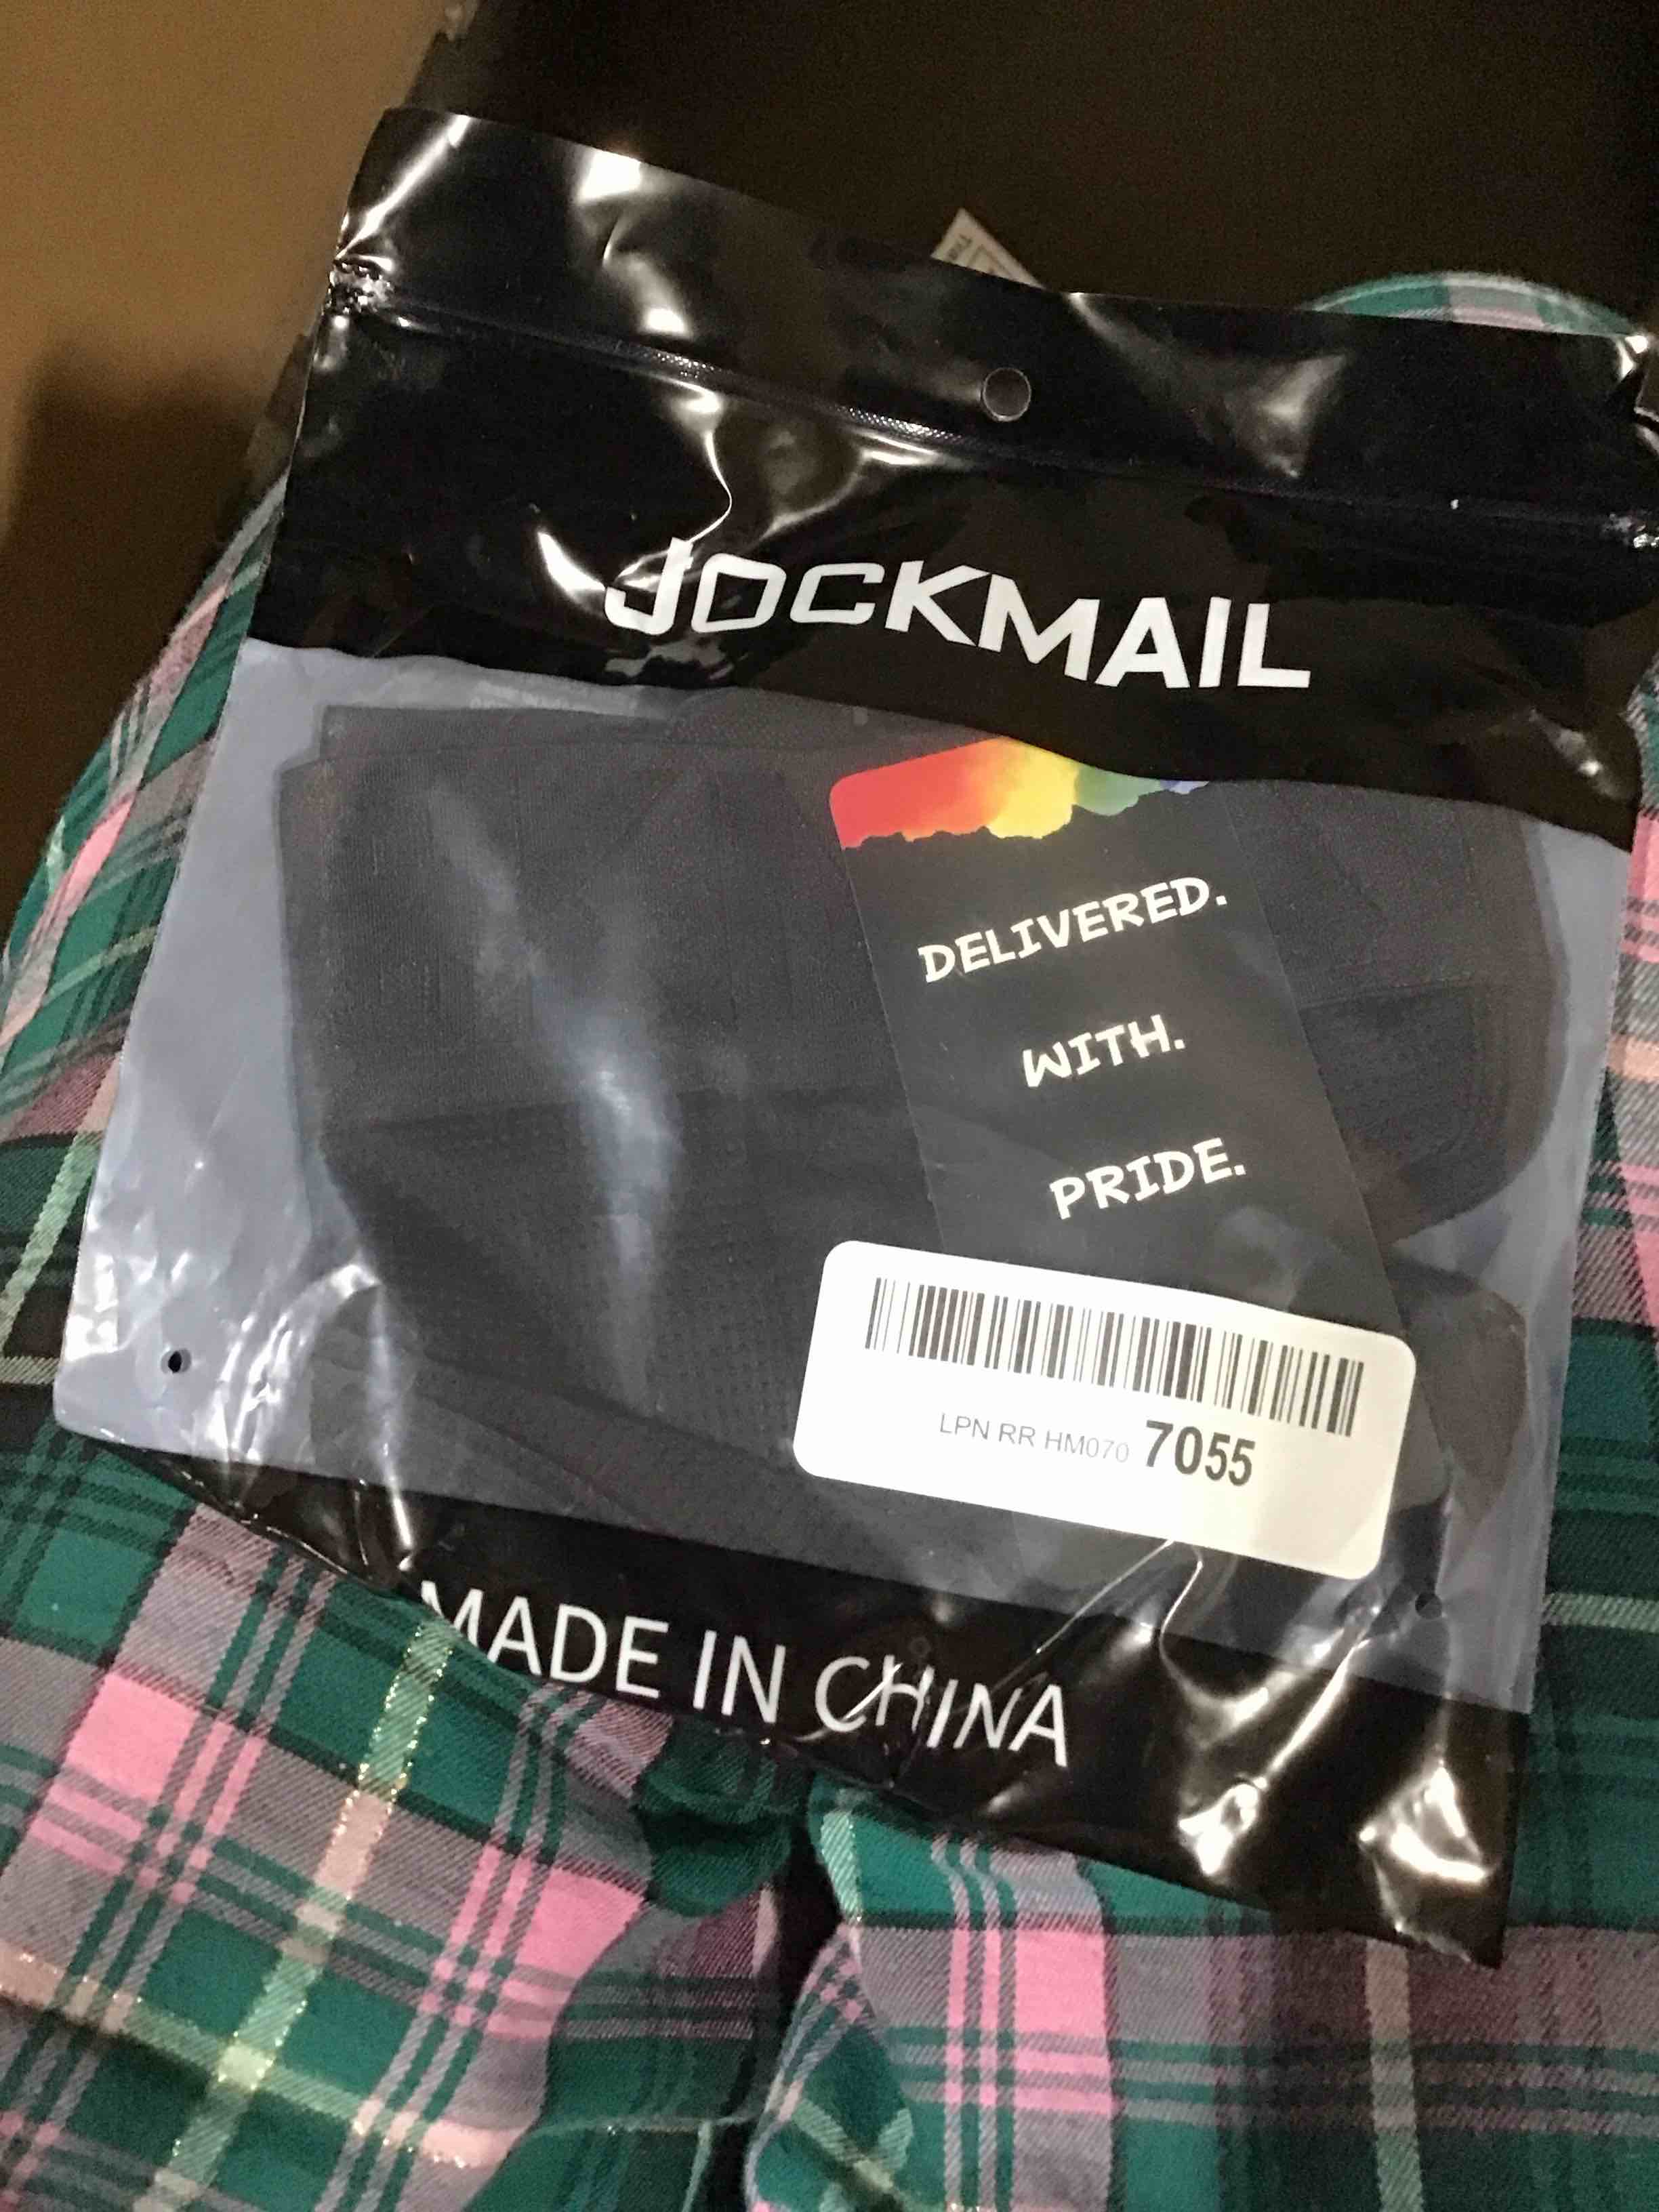 JOCKMAIL
DELIVERED.
WITH.
PRIDE.
LPN RR HM070 7055
MADE IN CHINA